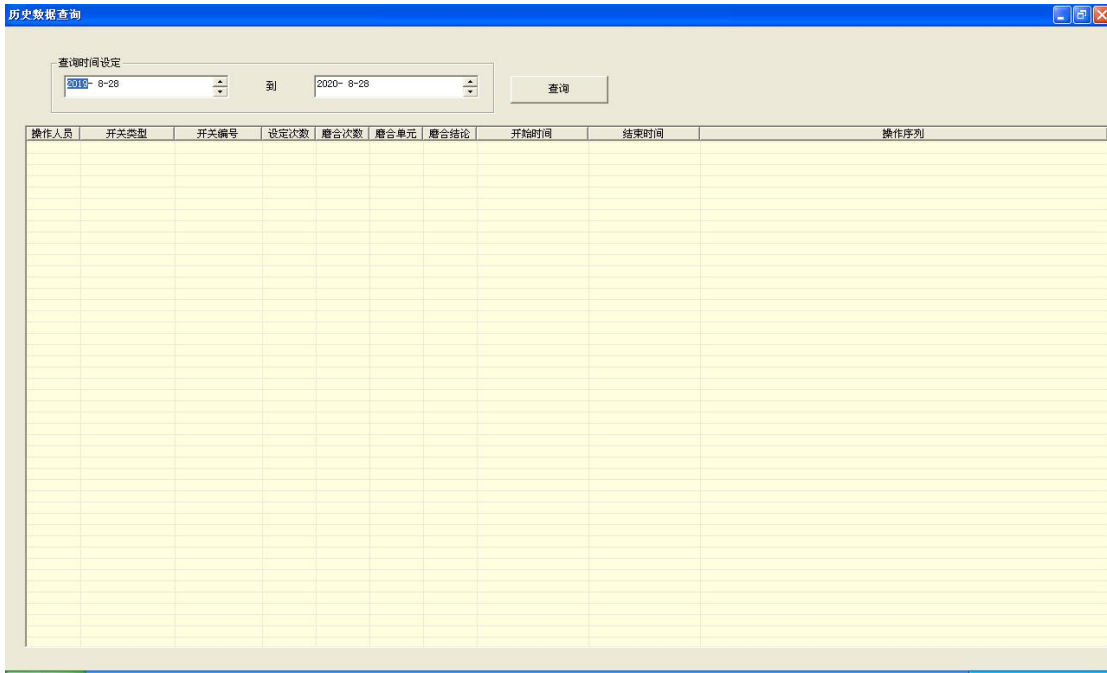 历史数据查询
查询时间设定
2019- 8-28 到 2020- 8-28 查询
操作人员 开关类型 开关编号 设定次数 磨合次数 磨合单元 磨合结论 开始时间 结束时间 操作序列